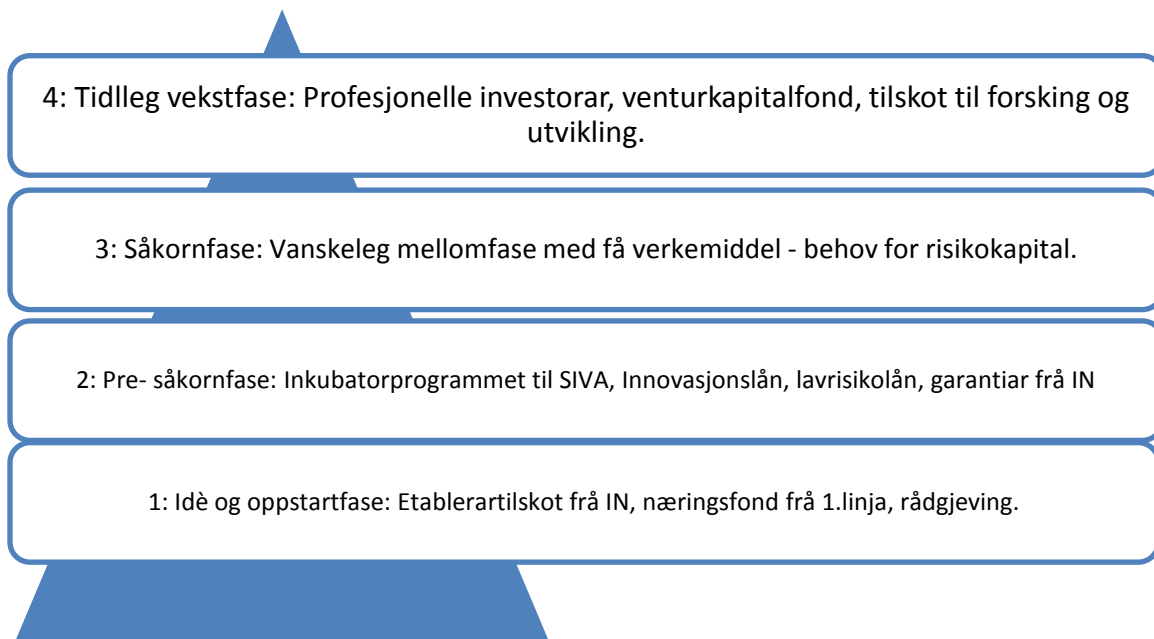 4: Tidlleg vekstfase: Profesjonelle investorar, venturkapitalfond, tilskot til forsking og
utvikling.
3: Såkornfase: Vanskeleg mellomfase med få verkemiddel - behov for risikokapital.
2: Pre- såkornfase: Inkubatorprogrammet til SIVA, Innovasjonslån, lavrisikolån, garantiar frå IN
1: Idè og oppstartfase: Etablerartilskot frå IN, næringsfond frå 1.linja, rådgjeving.